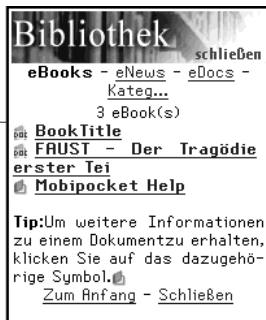 Bibliothek
schließen
eBooks - eNews - eDocs -
Kateg...
3 eBook(s)
BookTitle
FAUST - Der Tragödie
erster Tei
Mobipocket Help
Tip:Um weitere Informationen
zu einem Dokumentzu erhalten,
klicken Sie auf das dazugehö-
rige Symbol.
Zum Anfang - Schließen